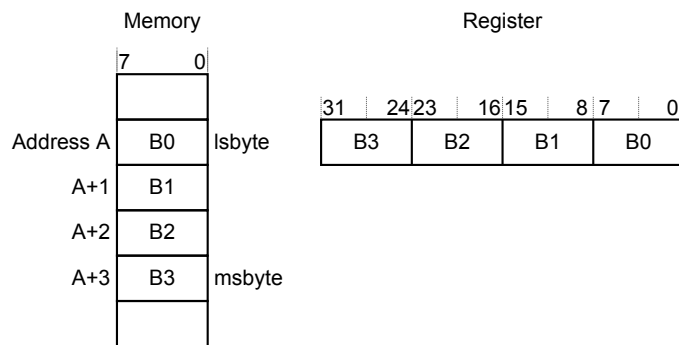 Memory
Register
7 0
31 24 23 16 15 8 7 0
Address A B0 lsbyte
B3 B2 B1 B0
A+1 B1
A+2 B2
A+3 B3 msbyte